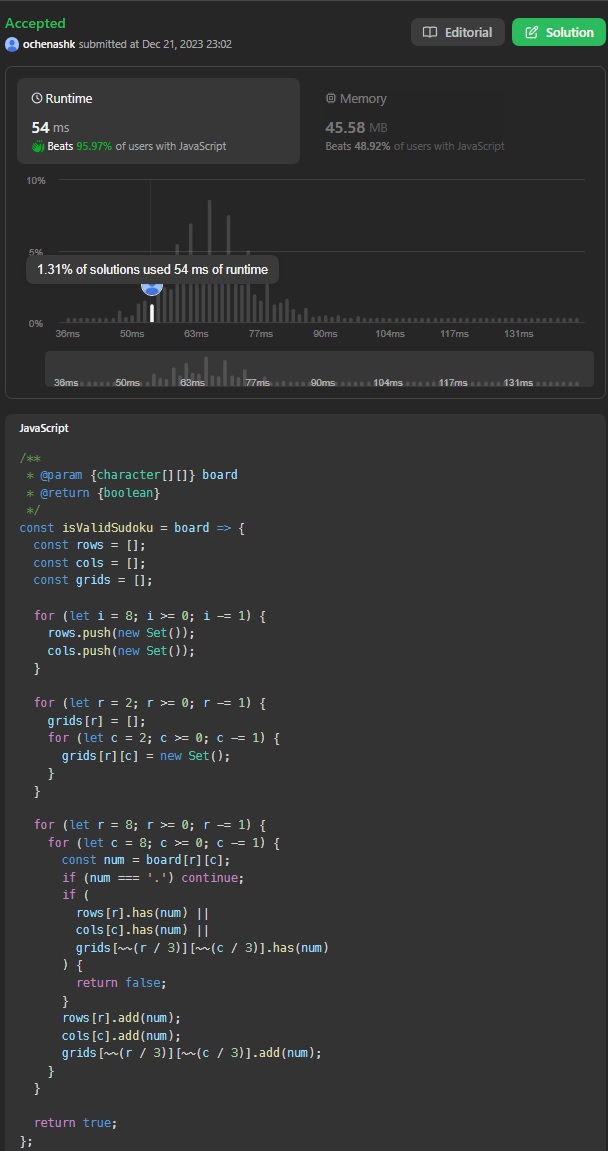 Accepted
ochenashk submitted at Dec 21, 2023 23:02
Editorial
Solution
Runtime
54 ms
Beats 95.97% of users with JavaScript
Memory
45.58 MB
Beats 48.92% of users with JavaScript
10%
5%
1.31% of solutions used 54 ms of runtime
0%
36ms 50ms 63ms 77ms 90ms 104ms 117ms 131ms
36ms 50ms 63ms 77ms 90ms 104ms 117ms 131ms
JavaScript
/**
 * @param {character[][]} board
 * @return {boolean}
 */
const isValidSudoku = board => {
  const rows = [];
  const cols = [];
  const grids = [];

  for (let i = 8; i >= 0; i -= 1) {
    rows.push(new Set());
    cols.push(new Set());
  }

  for (let r = 2; r >= 0; r -= 1) {
    grids[r] = [];
    for (let c = 2; c >= 0; c -= 1) {
      grids[r][c] = new Set();
    }
  }

  for (let r = 8; r >= 0; r -= 1) {
    for (let c = 8; c >= 0; c -= 1) {
      const num = board[r][c];
      if (num === '.') continue;
      if (
        rows[r].has(num) ||
        cols[c].has(num) ||
        grids[~~(r / 3)][~~(c / 3)].has(num)
      ) {
        return false;
      }
      rows[r].add(num);
      cols[c].add(num);
      grids[~~(r / 3)][~~(c / 3)].add(num);
    }
  }

  return true;
};